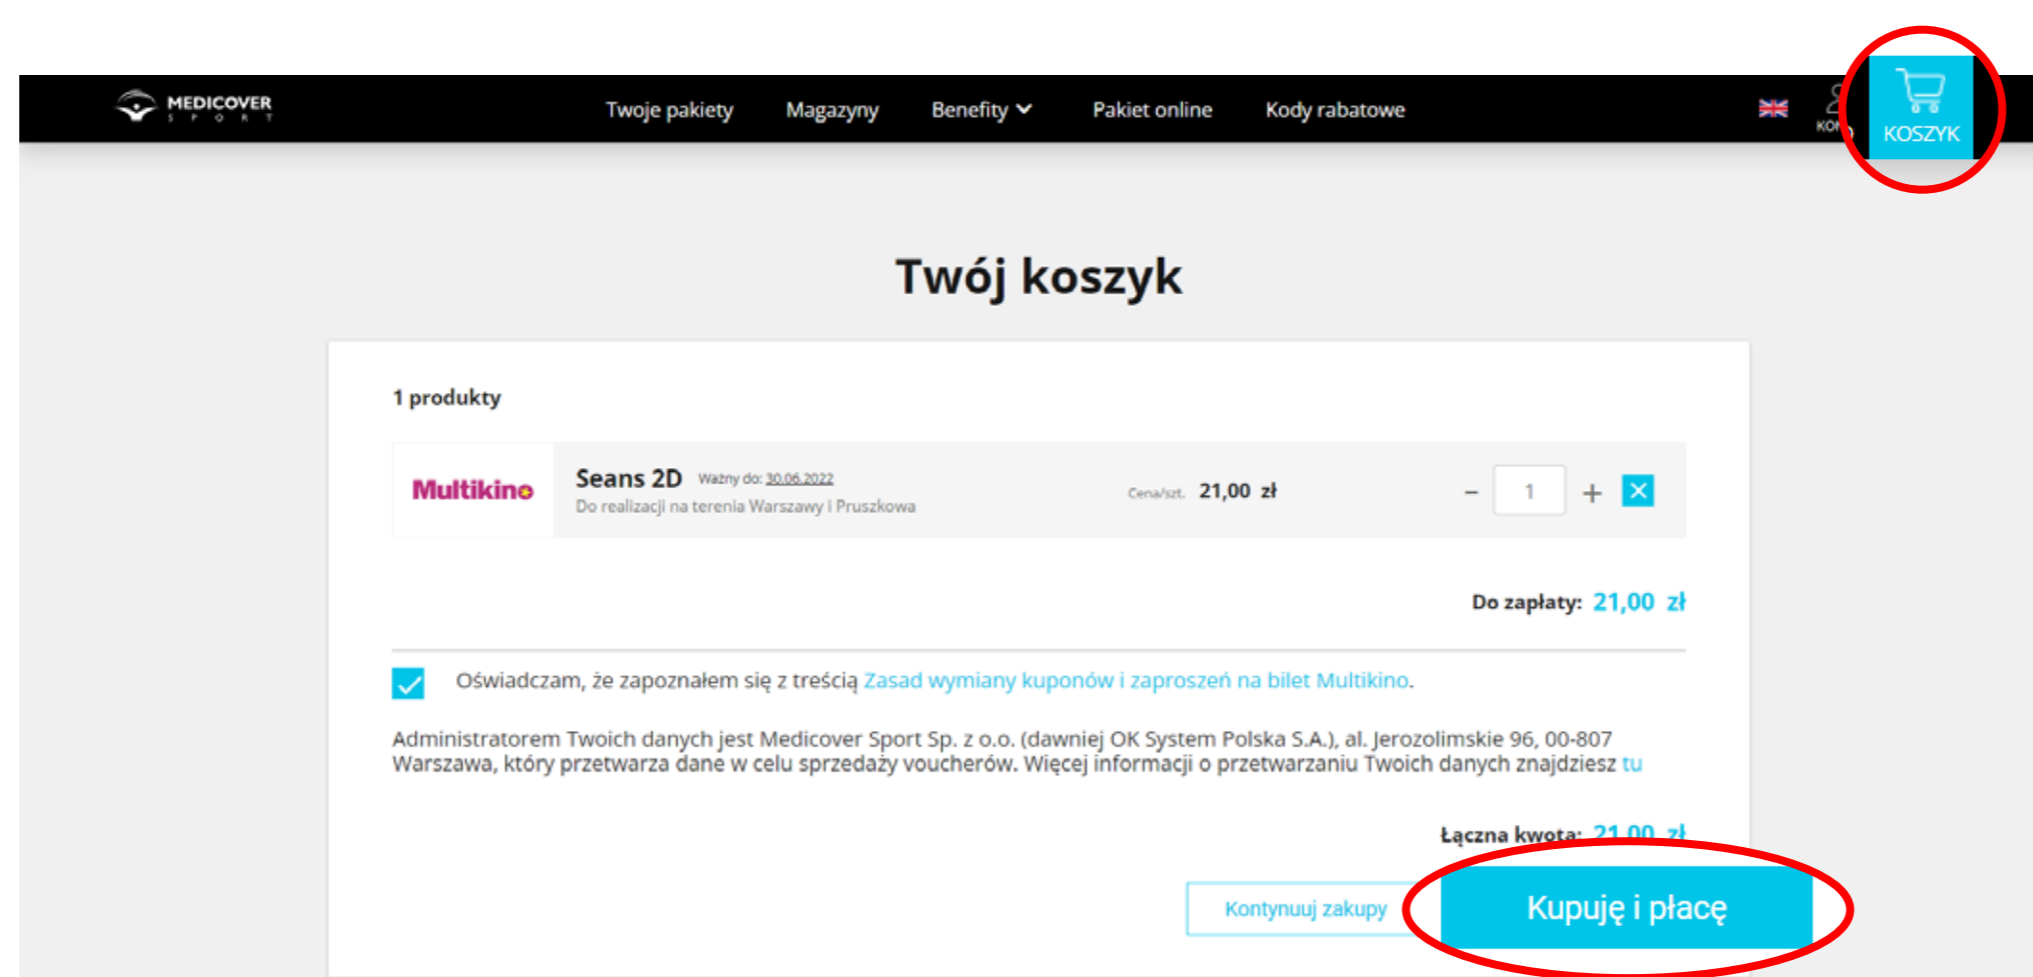 MEDICOVER
SPORT
Twoje pakiety Magazyny Benefity Pakiet online Kody rabatowe
KOSZYK
Twój koszyk
1 produkty
Multikino
Seans 2D Ważny do: 30.06.2022
Do realizacji na terenia Warszawy i Pruszkowa
Cena/szt. 21,00 zł
- 1 +
Do zapłaty: 21,00 zł
Oświadczam, że zapoznałem się z treścią Zasad wymiany kuponów i zaproszeń na bilet Multikino.
Administratorem Twoich danych jest Medicover Sport Sp. z o.o. (dawniej OK System Polska S.A.), al. Jerozolimskie 96, 00-807
Warszawa, który przetwarza dane w celu sprzedaży voucherów. Więcej informacji o przetwarzaniu Twoich danych znajdziesz tu
Łączna kwota: 21,00 zł
Kontynuuj zakupy
Kupuję i płacę